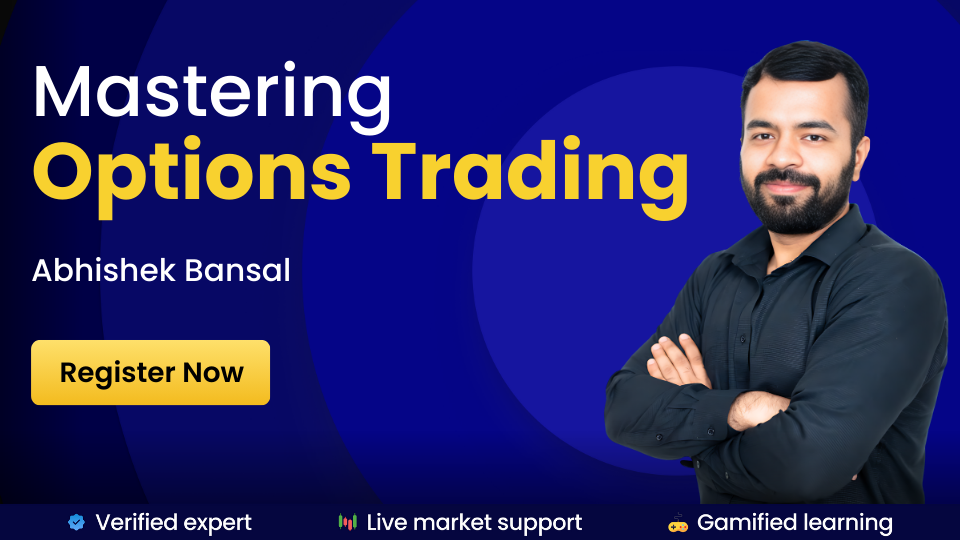 Mastering
Options Trading
Abhishek Bansal
Register Now
Verified expert
Live market support
Gamified learning